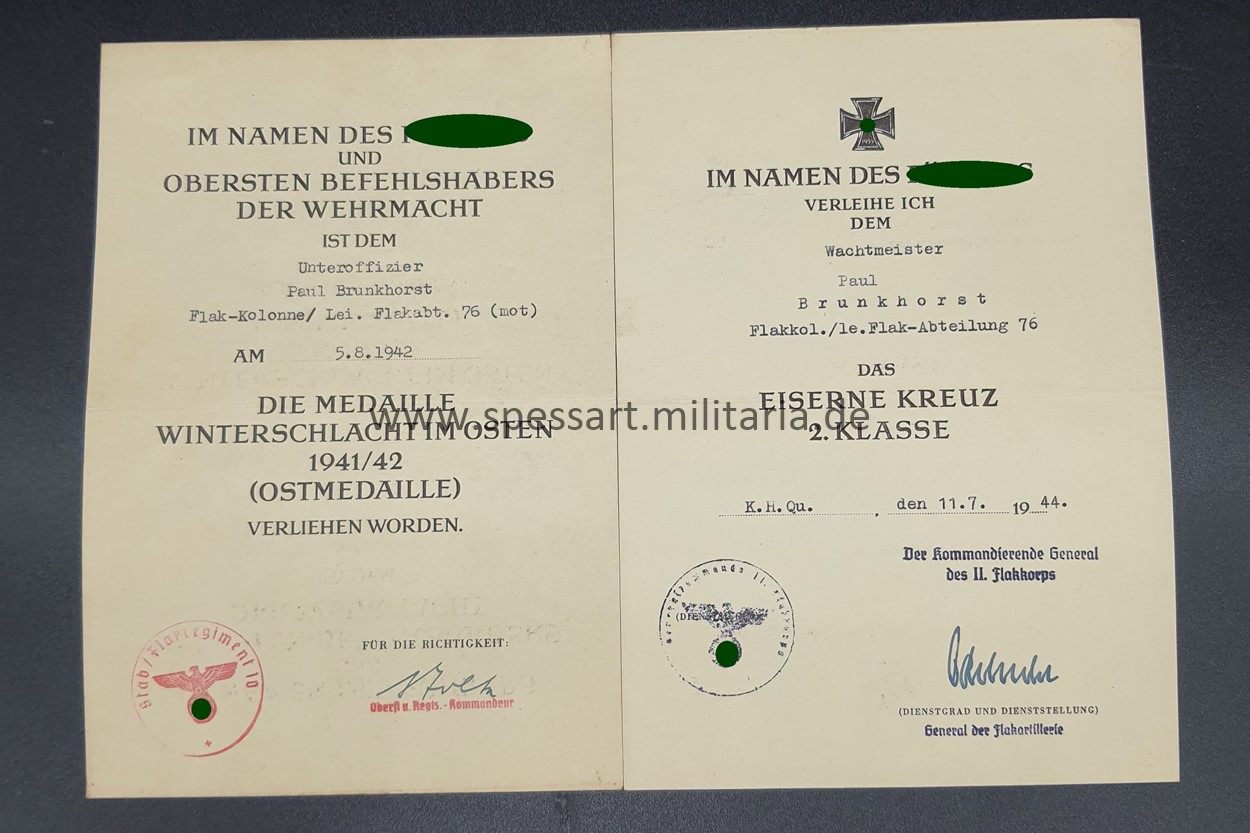 IM NAMEN DES
UND
OBERSTEN BEFEHLSHABERS
DER WEHRMACHT
IST DEM
Unteroffizier
Paul Brunkhorst
Flak-Kolonne/ Lei. Flakabt. 76 (mot)
AM 5.8.1942
DIE MEDAILLE
WINTERSCHLACHT IM OSTEN
1941/42
(OSTMEDAILLE)
VERLIEHEN WORDEN.
FÜR DIE RICHTIGKEIT:
Oberst u. Regts.-Kommandeur
Stab/Flakregiment 10
IM NAMEN DES
VERLEIHE ICH
DEM
Wachtmeister
Paul
Brunkhorst
Flakkol./le.Flak-Abteilung 76
DAS
EISERNE KREUZ
2. KLASSE
K.H.Qu. , den 11.7. 1944.
Der Kommandierende General
des II. Flakkorps
(DIENSTGRAD UND DIENSTSTELLUNG)
General der Flakartillerie
www.spessart.militaria.de